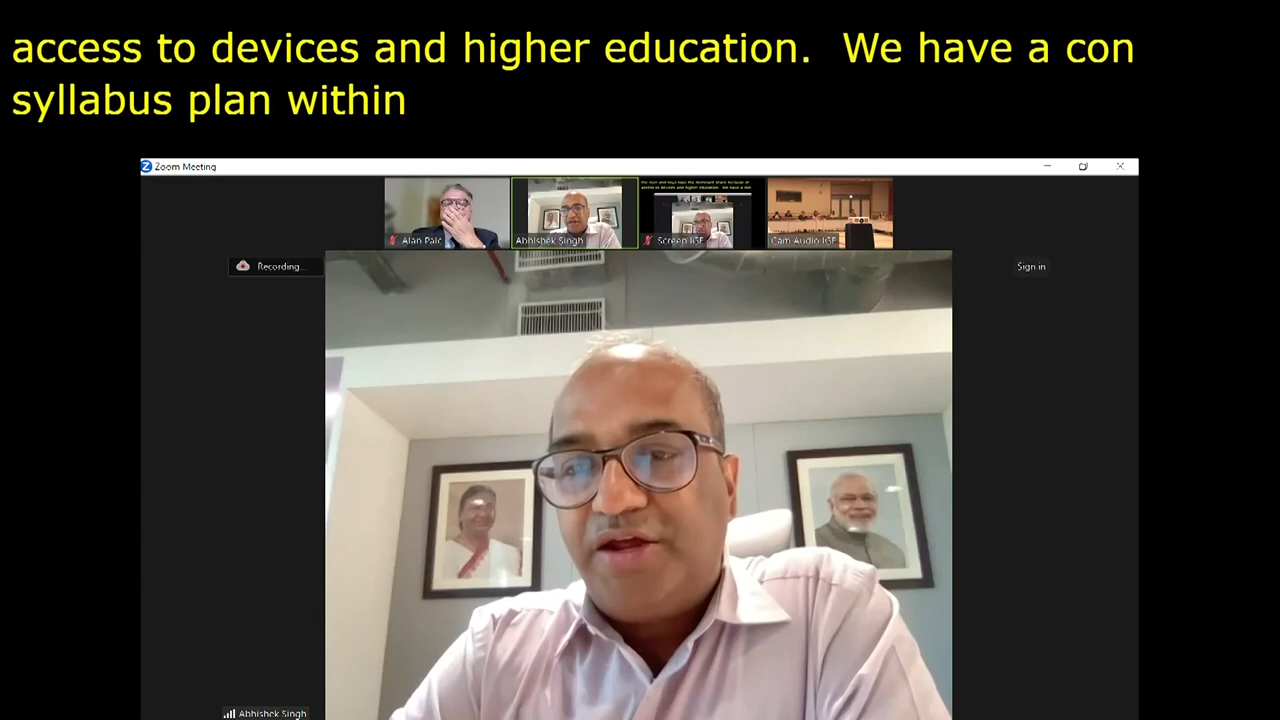 access to devices and higher education.  We have a con
syllabus plan within
Zoom Meeting
Alan Paic
Abhishek Singh
Screen IGF
Cam Audio IGF
Recording...
Sign in
Abhishek Singh